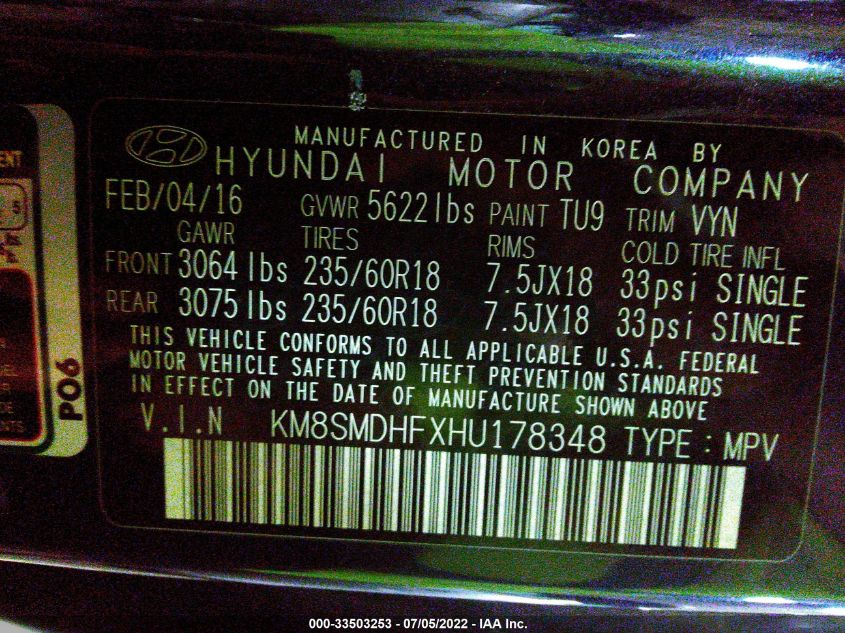 MANUFACTURED IN KOREA BY
HYUNDAI MOTOR COMPANY
FEB/04/16 GVWR 5622lbs PAINT TU9 TRIM VYN
GAWR TIRES RIMS COLD TIRE INFL
FRONT 3064 lbs 235/60R18 7.5JX18 33psi SINGLE
REAR 3075 lbs 235/60R18 7.5JX18 33psi SINGLE
THIS VEHICLE CONFORMS TO ALL APPLICABLE U.S.A. FEDERAL
MOTOR VEHICLE SAFETY AND THEFT PREVENTION STANDARDS
IN EFFECT ON THE DATE OF MANUFACTURE SHOWN ABOVE
V.I.N KM8SMDHFXHU178348 TYPE : MPV
P06
000-33503253 - 07/05/2022 - IAA Inc.